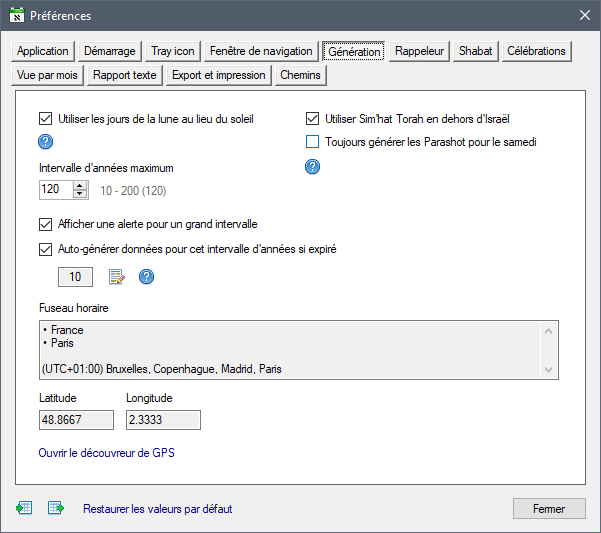 Préférences
Application Démarrage Tray icon Fenêtre de navigation Génération Rappeleur Shabat Célébrations
Vue par mois Rapport texte Export et impression Chemins
Utiliser les jours de la lune au lieu du soleil
Utiliser Sim'hat Torah en dehors d'Israël
Toujours générer les Parashot pour le samedi
Intervalle d'années maximum
120 10 - 200 (120)
Afficher une alerte pour un grand intervalle
Auto-générer données pour cet intervalle d'années si expiré
10
Fuseau horaire
• France
• Paris
(UTC+01:00) Bruxelles, Copenhague, Madrid, Paris
Latitude Longitude
48.8667 2.3333
Ouvrir le découvreur de GPS
Restaurer les valeurs par défaut Fermer